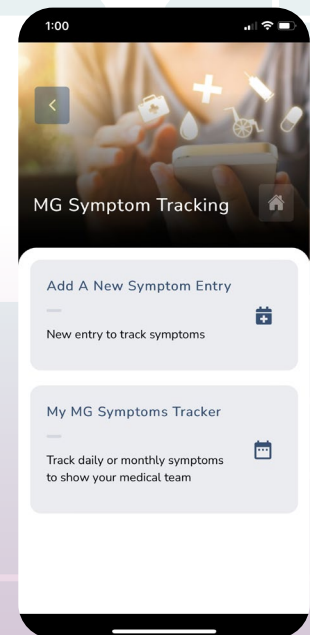 1:00
MG Symptom Tracking
Add A New Symptom Entry
New entry to track symptoms
My MG Symptoms Tracker
Track daily or monthly symptoms
to show your medical team